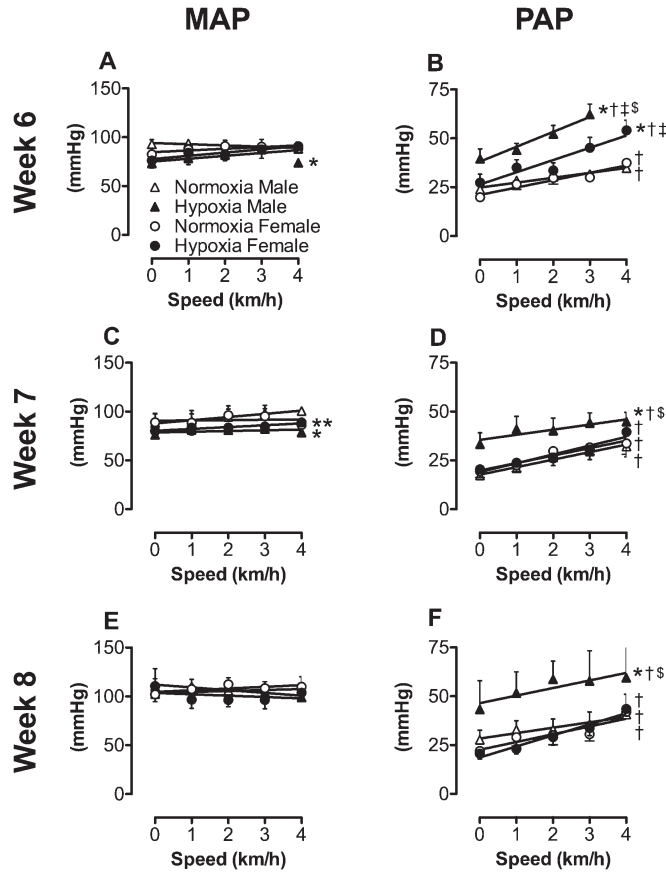 MAP
PAP
Week 6
A
150
100
50
0
(mmHg)
*
Normoxia Male
Hypoxia Male
Normoxia Female
Hypoxia Female
0 1 2 3 4
Speed (km/h)
B
75
50
25
0
(mmHg)
*†‡$
*†‡
†
†
0 1 2 3 4
Speed (km/h)
Week 7
C
150
100
50
0
(mmHg)
**
*
0 1 2 3 4
Speed (km/h)
D
75
50
25
0
(mmHg)
*†$
†
†
†
0 1 2 3 4
Speed (km/h)
Week 8
E
150
100
50
0
(mmHg)
0 1 2 3 4
Speed (km/h)
F
75
50
25
0
(mmHg)
*†$
†
†
†
0 1 2 3 4
Speed (km/h)